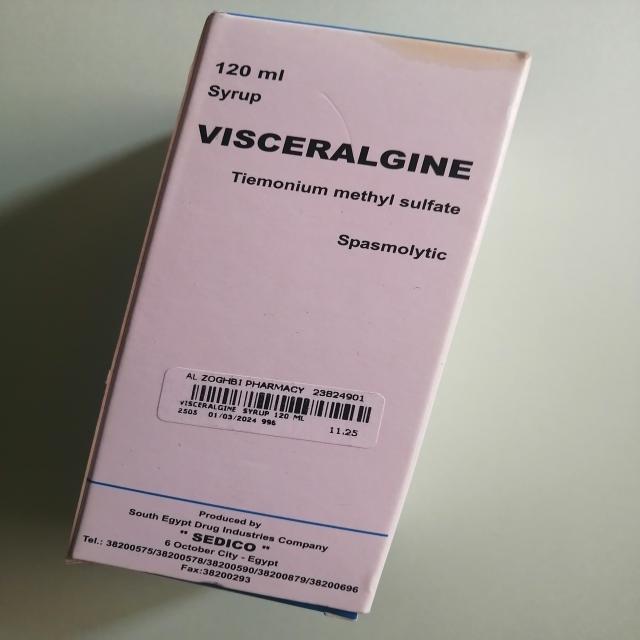 120 ml
Syrup
VISCERALGINE
Tiemonium methyl sulfate
Spasmolytic
AL ZOGHBI PHARMACY 23824901
VISCERALGINE SYRUP 120 ML
2505 01/03/2024 996
11.25
Produced by
South Egypt Drug Industries Company
" SEDICO "
6 October City - Egypt
Tel.: 38200575/38200578/38200590/38200879/38200696
Fax:38200293